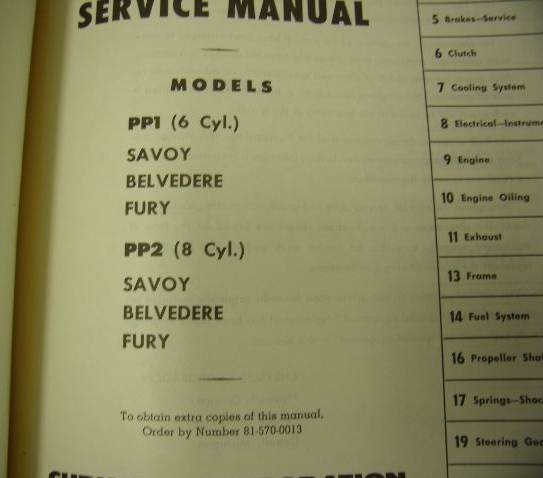 SERVICE MANUAL
MODELS
PP1 (6 Cyl.)
SAVOY
BELVEDERE
FURY
PP2 (8 Cyl.)
SAVOY
BELVEDERE
FURY
To obtain extra copies of this manual,
Order by Number 81-570-0013
5 Brakes—Service
6 Clutch
7 Cooling System
8 Electrical—Instrum
9 Engine
10 Engine Oiling
11 Exhaust
13 Frame
14 Fuel System
16 Propeller Sha
17 Springs—Shoc
19 Steering Gea